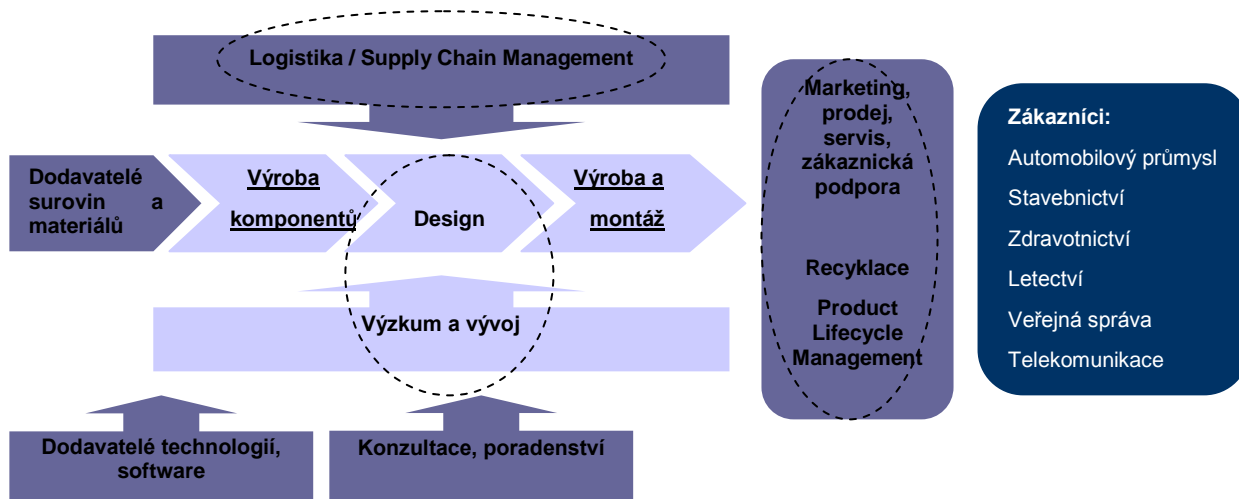 Logistika / Supply Chain Management
Marketing,
prodej,
servis,
zákaznická
podpora
Recyklace
Product
Lifecycle
Management
Zákazníci:
Automobilový průmysl
Stavebnictví
Zdravotnictví
Letectví
Veřejná správa
Telekomunikace
Dodavatelé
surovin a
materiálů
Výroba
komponentů
Design
Výroba a
montáž
Výzkum a vývoj
Dodavatelé technologií,
software
Konzultace, poradenství